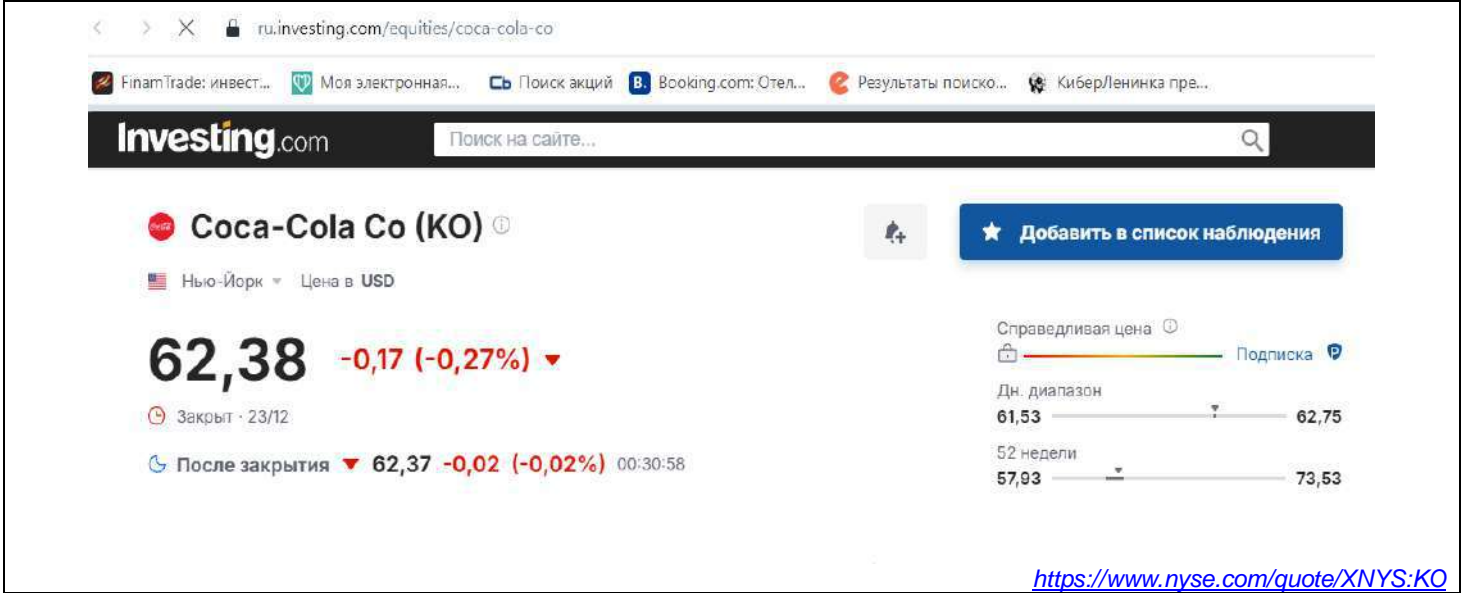 ru.investing.com/equities/coca-cola-co
FinamTrade: инвест... Моя электронная... Сь Поиск акций B. Booking.com: Отел... Результаты поиско... КиберЛенинка пре...
Investing.com Поиск на сайте...
Coca-Cola Co (KO)
Добавить в список наблюдения
Нью-Йорк Цена в USD
62,38 -0,17 (-0,27%)
Закрыт · 23/12
После закрытия 62,37 -0,02 (-0,02%) 00:30:58
Справедливая цена
Подписка
Дн. диапазон
61,53 62,75
52 недели
57,93 73,53
https://www.nyse.com/quote/XNYS:KO